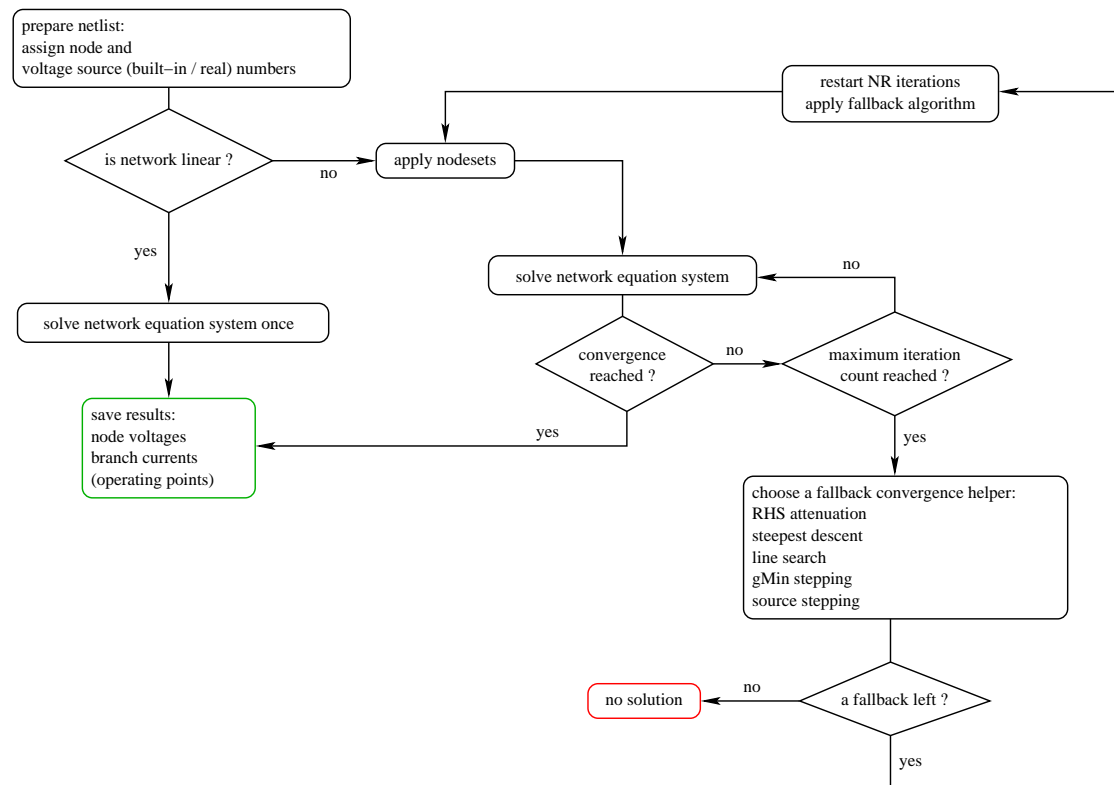 prepare netlist:
assign node and
voltage source (built−in / real) numbers
restart NR iterations
apply fallback algorithm
is network linear ?
no
apply nodesets
yes
solve network equation system
no
solve network equation system once
convergence
reached ?
no
maximum iteration
count reached ?
save results:
node voltages
branch currents
(operating points)
yes
yes
choose a fallback convergence helper:
RHS attenuation
steepest descent
line search
gMin stepping
source stepping
no solution
no
a fallback left ?
yes